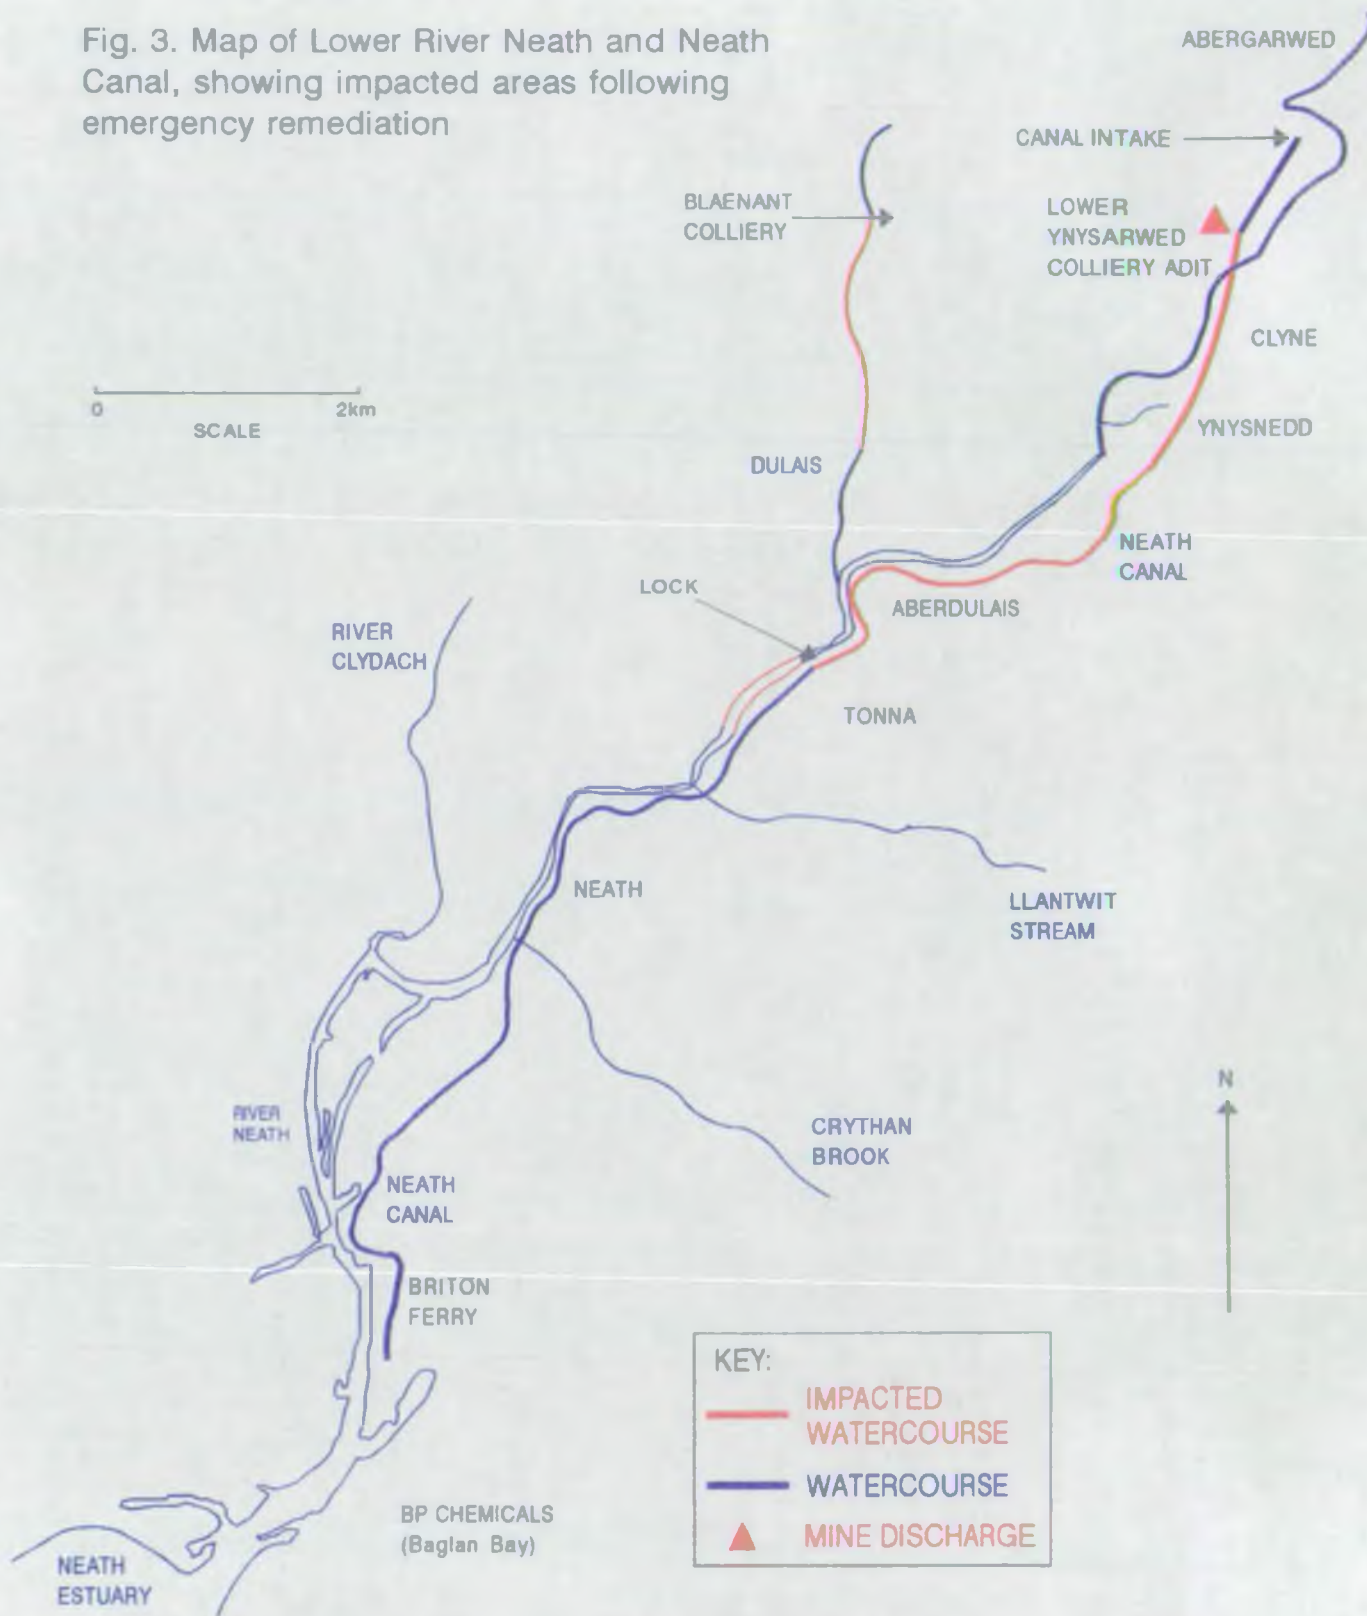 Fig. 3. Map of Lower River Neath and Neath
Canal, showing impacted areas following
emergency remediation
ABERGARWED
CANAL INTAKE
BLAENANT
COLLIERY
LOWER
YNYSARWED
COLLIERY ADIT
CLYNE
0
2km
SCALE
YNYSNEDD
DULAIS
NEATH
CANAL
LOCK
ABERDULAIS
RIVER
CLYDACH
TONNA
NEATH
LLANTWIT
STREAM
N
RIVER
NEATH
CRYTHAN
BROOK
NEATH
CANAL
BRITON
FERRY
KEY:
IMPACTED
WATERCOURSE
WATERCOURSE
MINE DISCHARGE
BP CHEMICALS
(Baglan Bay)
NEATH
ESTUARY